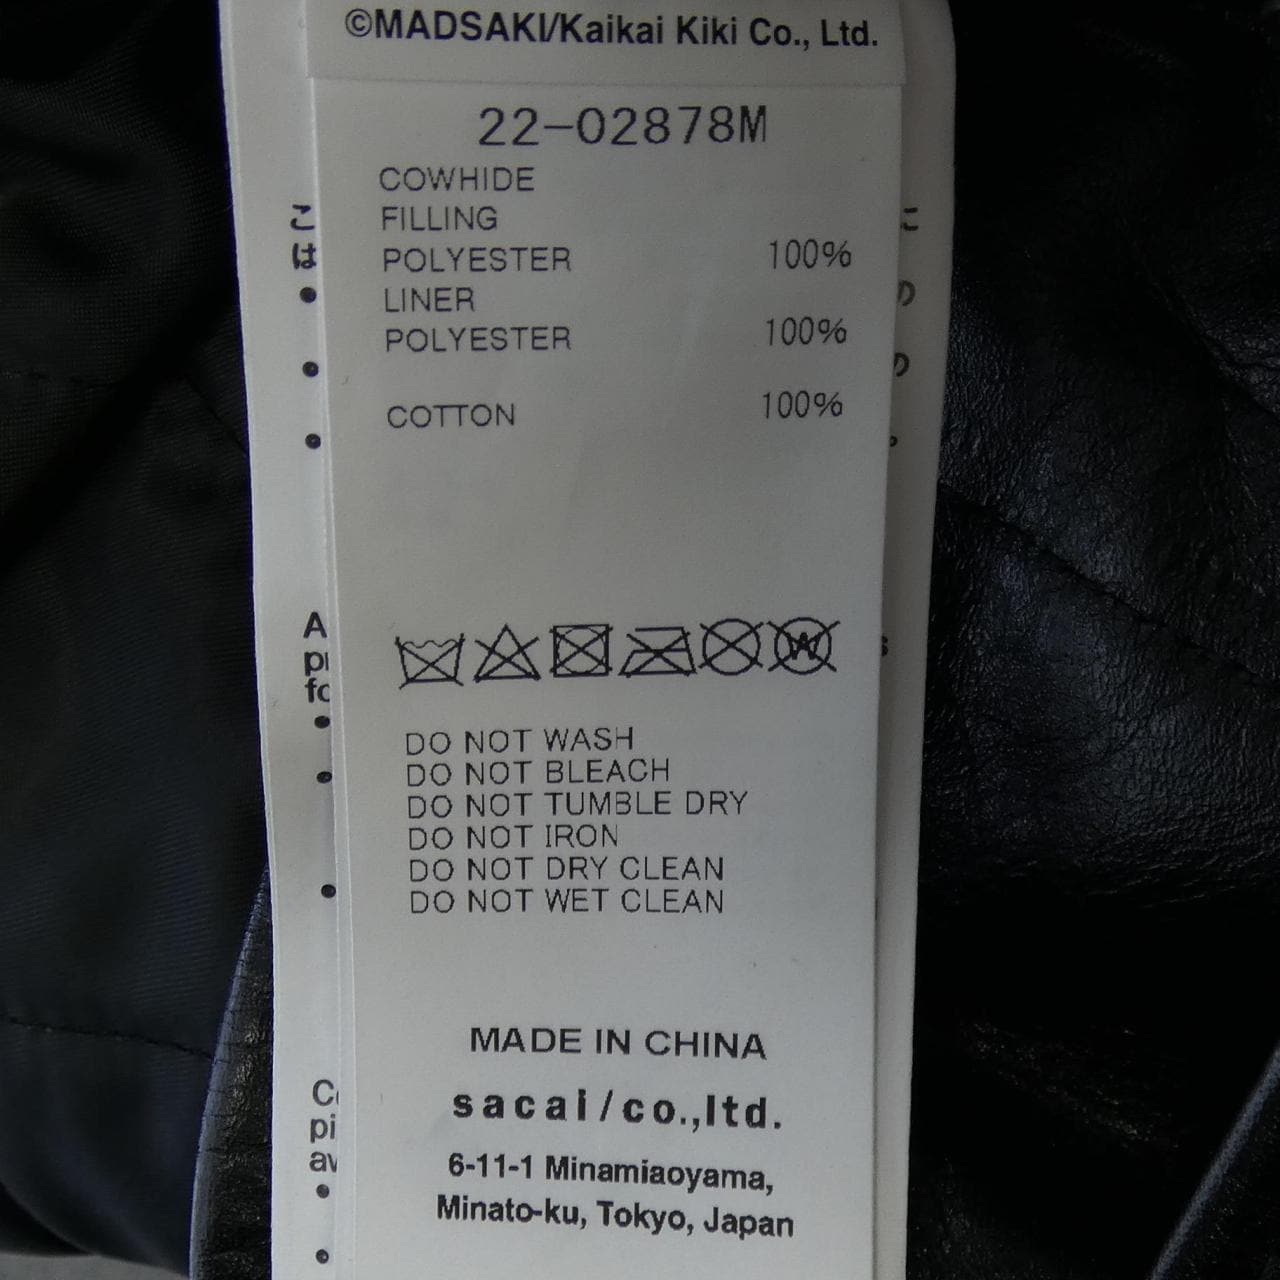 ©MADSAKI/Kaikai Kiki Co., Ltd.
22-02878M
COWHIDE
FILLING
POLYESTER 100%
LINER
POLYESTER 100%
COTTON 100%
DO NOT WASH
DO NOT BLEACH
DO NOT TUMBLE DRY
DO NOT IRON
DO NOT DRY CLEAN
DO NOT WET CLEAN
MADE IN CHINA
sacai/co.,ltd.
6-11-1 Minamiaoyama,
Minato-ku, Tokyo, Japan